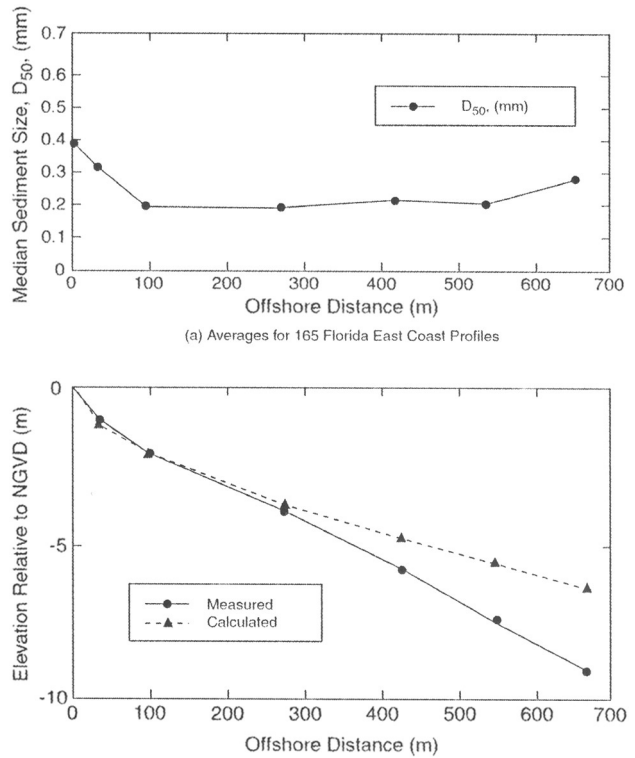 0.7
0.6
0.5
0.4
0.3
0.2
0.1
0
Median Sediment Size, D50, (mm)
D50, (mm)
0 100 200 300 400 500 600 700
Offshore Distance (m)
(a) Averages for 165 Florida East Coast Profiles
0
-5
-10
Elevation Relative to NGVD (m)
Measured
Calculated
0 100 200 300 400 500 600 700
Offshore Distance (m)